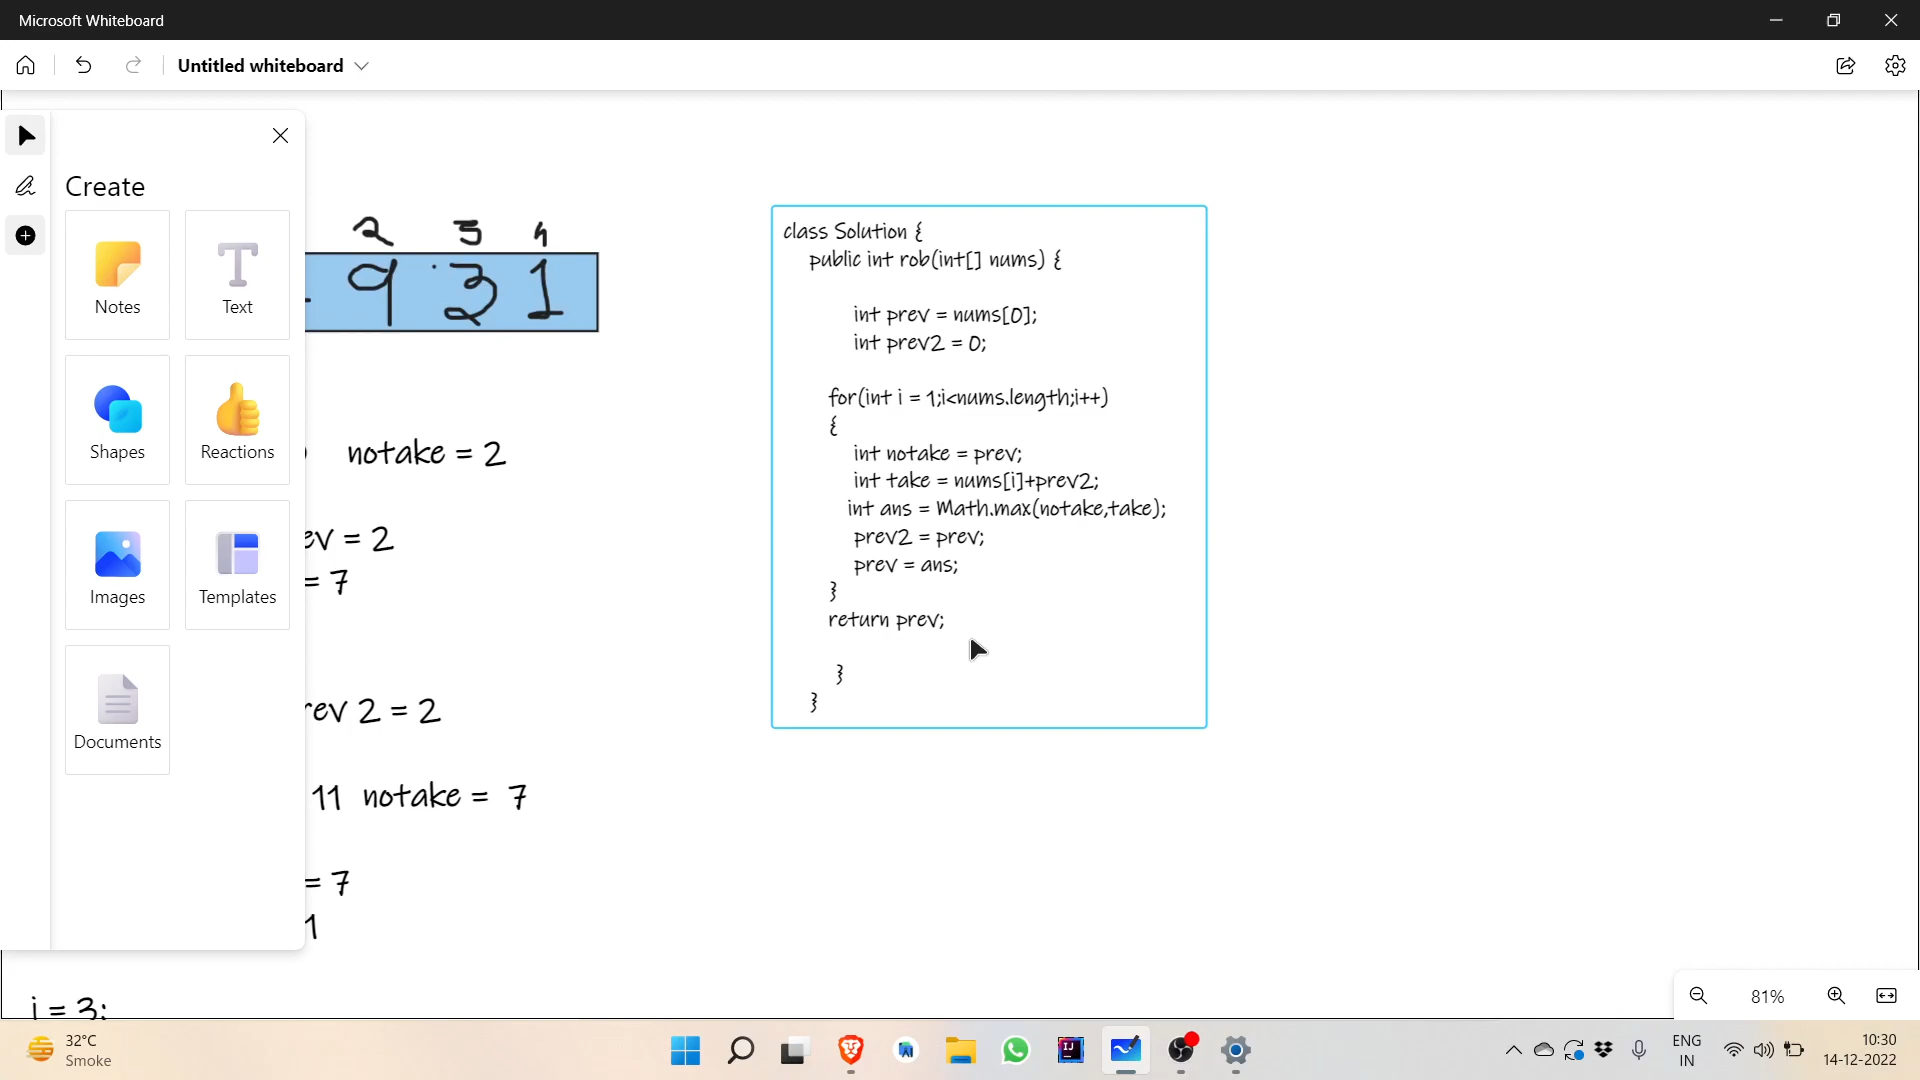 Microsoft Whiteboard
Untitled whiteboard
Create
Notes
Text
Shapes
Reactions
Images
Templates
Documents
2 3 4
9 3 1
notake = 2
ev = 2
= 7
rev 2 = 2
11 notake = 7
= 7
1
i = 3:
class Solution {
public int rob(int[] nums) {
int prev = nums[0];
int prev2 = 0;
for(int i = 1;i<nums.length;i++)
{
int notake = prev;
int take = nums[i]+prev2;
int ans = Math.max(notake,take);
prev2 = prev;
prev = ans;
}
return prev;
}
}
81%
32°C
Smoke
ENG
IN
10:30
14-12-2022